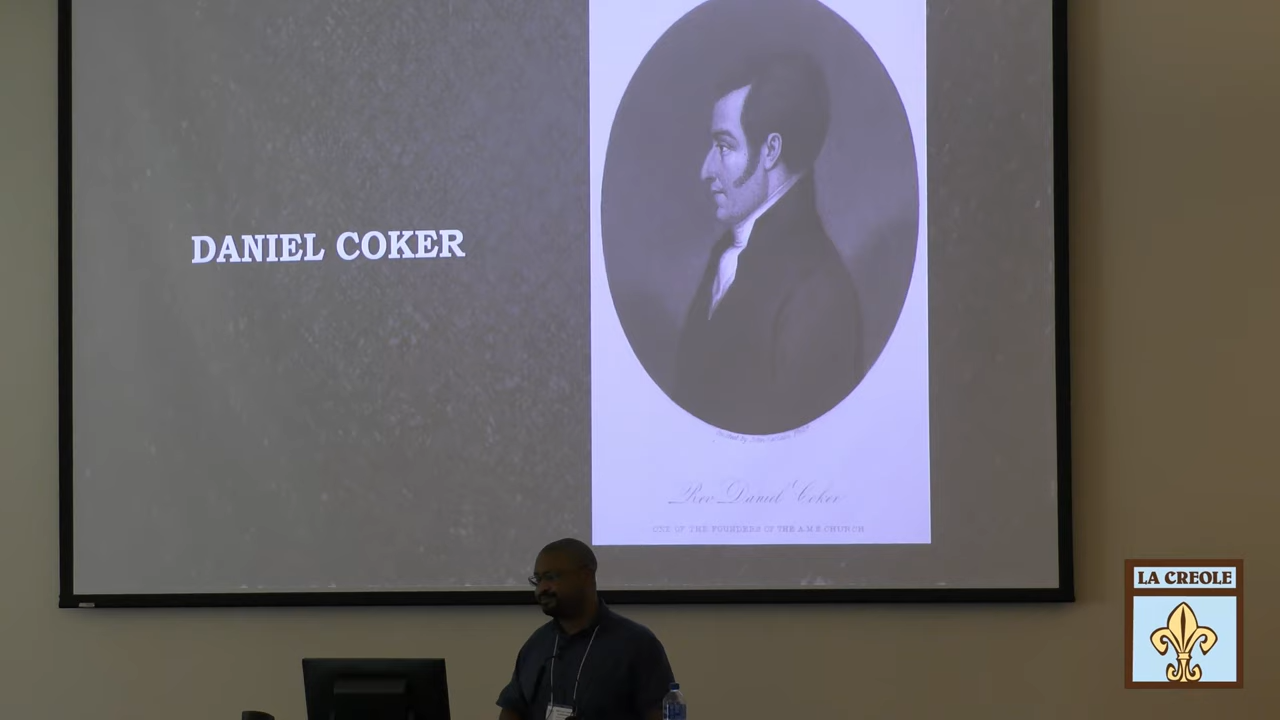 DANIEL COKER
Rev Daniel Coker
ONE OF THE FOUNDERS OF THE A.M.E. CHURCH
LA CREOLE